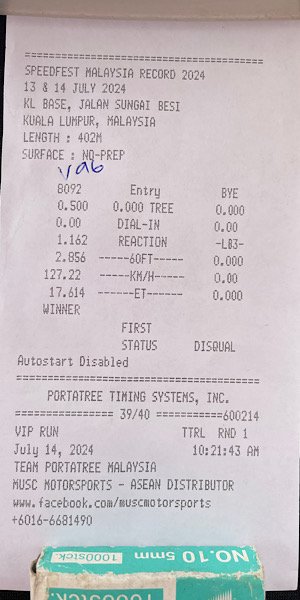 ==========================================
SPEEDFEST MALAYSIA RECORD 2024
13 & 14 JULY 2024
KL BASE, JALAN SUNGAI BESI
KUALA LUMPUR, MALAYSIA
LENGTH : 402M
SURFACE : NO-PREP
8092 Entry BYE
0.500 0.000 TREE 0.000
0.00 DIAL-IN 0.00
1.162 REACTION -LB3-
2.856 ------60FT------ 0.000
127.22 ------KM/H----- 0.00
17.614 ------ET------- 0.000
WINNER
FIRST
STATUS DISQUAL
Autostart Disabled
==========================================
PORTATREE TIMING SYSTEMS, INC.
================ 39/40 ===========600214
VIP RUN TTRL RND 1
July 14, 2024 10:21:43 AM
TEAM PORTATREE MALAYSIA
MUSC MOTORSPORTS - ASEAN DISTRIBUTOR
www.facebook.com/muscmotorsports
+6016-6681490
NO.10 5mm 1000stck.
1000stck.